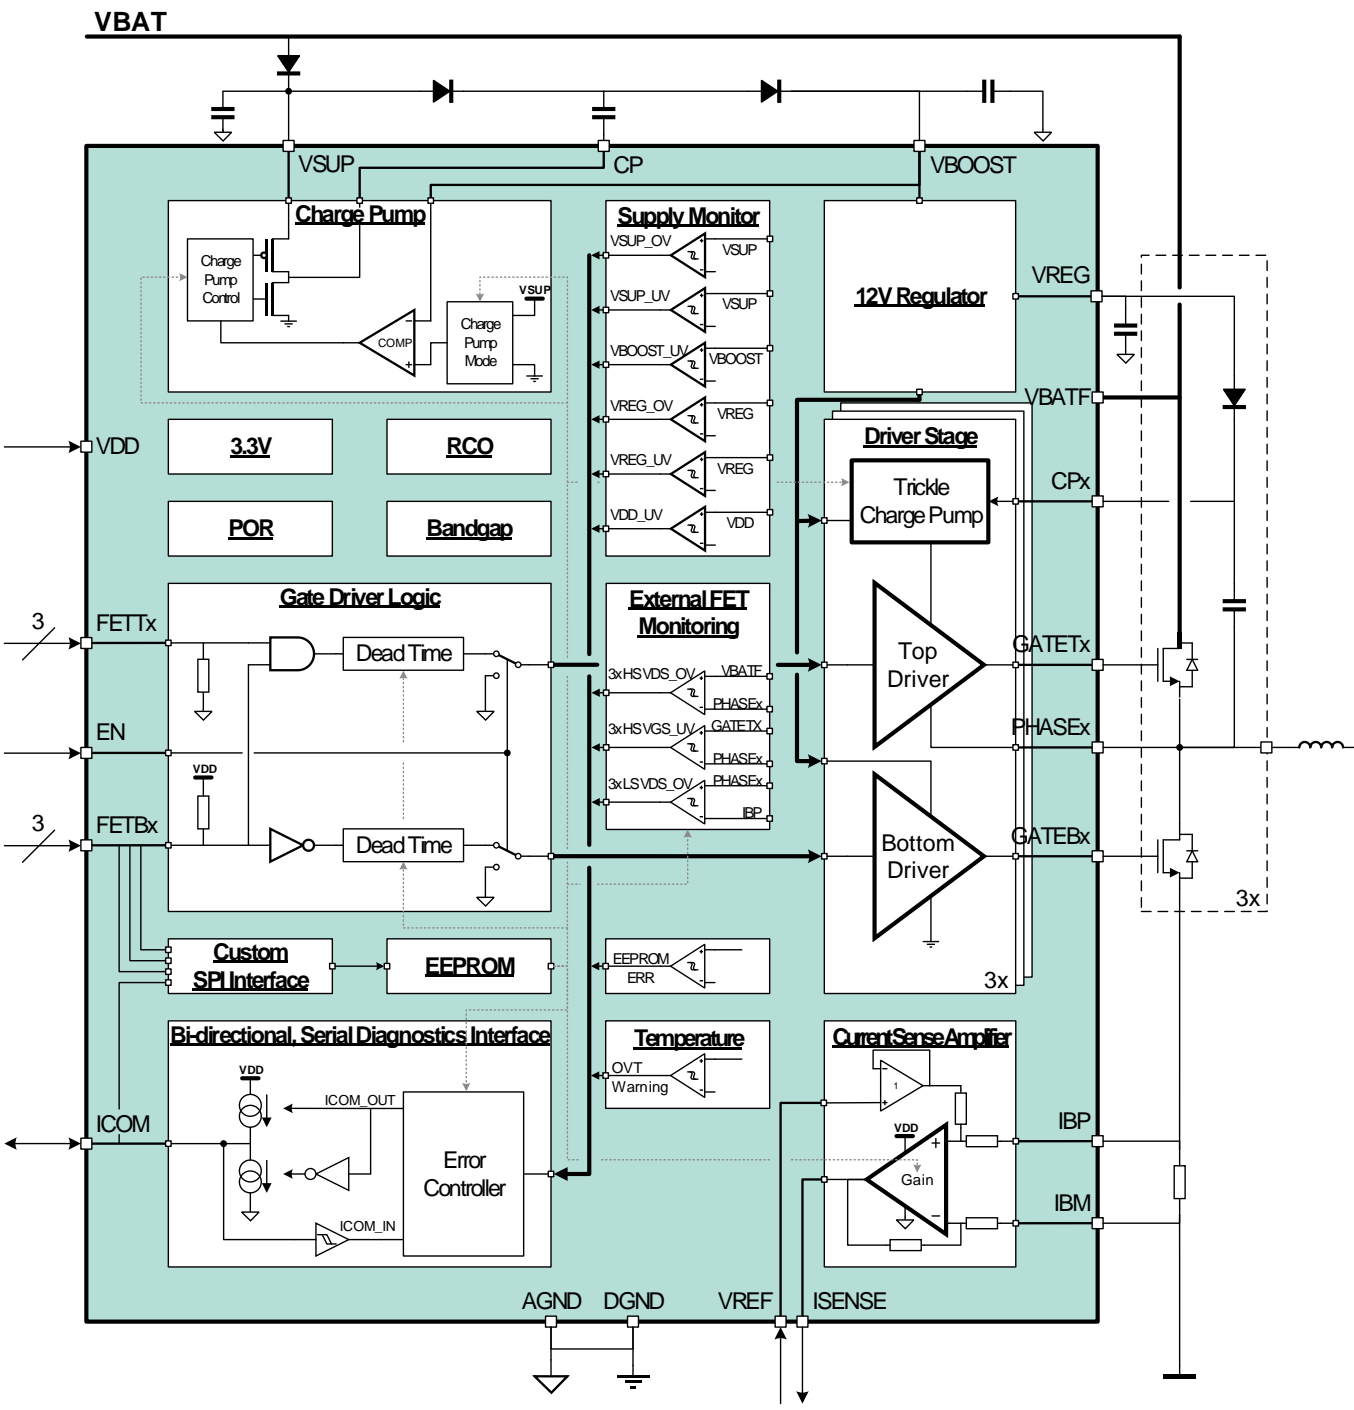 VBAT
VSUP
CP
VBOOST
Charge Pump
Charge
Pump
Control
COMP
VSUP
Charge
Pump
Mode
Supply Monitor
VSUP_OV
VSUP
VSUP_UV
VSUP
VBOOST_UV
VBOOST
VREG_OV
VREG
VREG_UV
VREG
VDD_UV
VDD
12V Regulator
VREG
VBATF
VDD
3.3V
RCO
POR
Bandgap
Driver Stage
Trickle
Charge Pump
CPx
Top
Driver
Bottom
Driver
3x
GATETx
PHASEx
GATEBx
3x
3
FETTx
EN
3
FETBx
Gate Driver Logic
Dead Time
VDD
Dead Time
External FET
Monitoring
3xHSVDS_OV
VBATF
PHASEx
3xHSVGS_UV
GATETX
PHASEx
3xLSVDS_OV
PHASEx
IBP
Custom
SPI Interface
EEPROM
EEPROM
ERR
Bi-directional, Serial Diagnostics Interface
VDD
ICOM_OUT
ICOM_IN
Error
Controller
ICOM
Temperature
OVT
Warning
Current Sense Amplifier
1
VDD
+
Gain
−
IBP
IBM
AGND
DGND
VREF
ISENSE